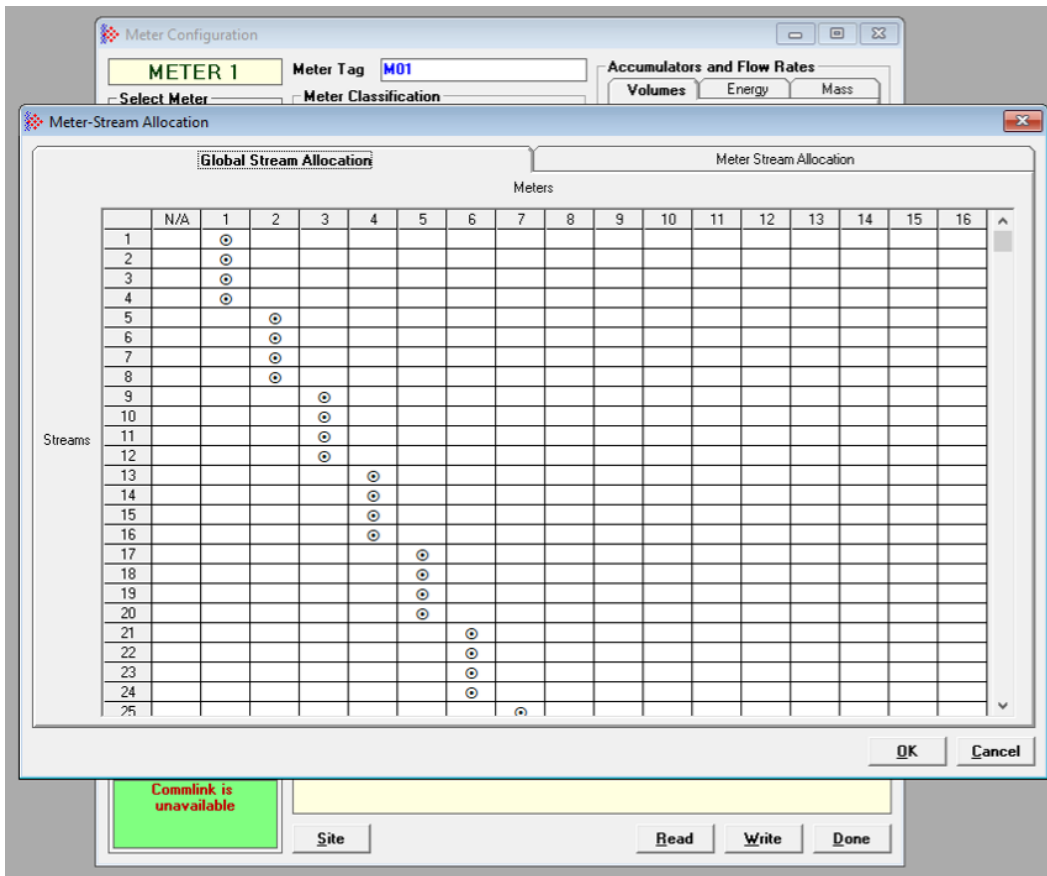 Meter Configuration
METER 1
Meter Tag M01
Accumulators and Flow Rates
Volumes Energy Mass
Select Meter
Meter Classification
Meter-Stream Allocation
Global Stream Allocation
Meter Stream Allocation
Meters
N/A 1 2 3 4 5 6 7 8 9 10 11 12 13 14 15 16
1
2
3
4
5
6
7
8
9
10
Streams
11
12
13
14
15
16
17
18
19
20
21
22
23
24
25
OK Cancel
Commlink is
unavailable
Site Read Write Done